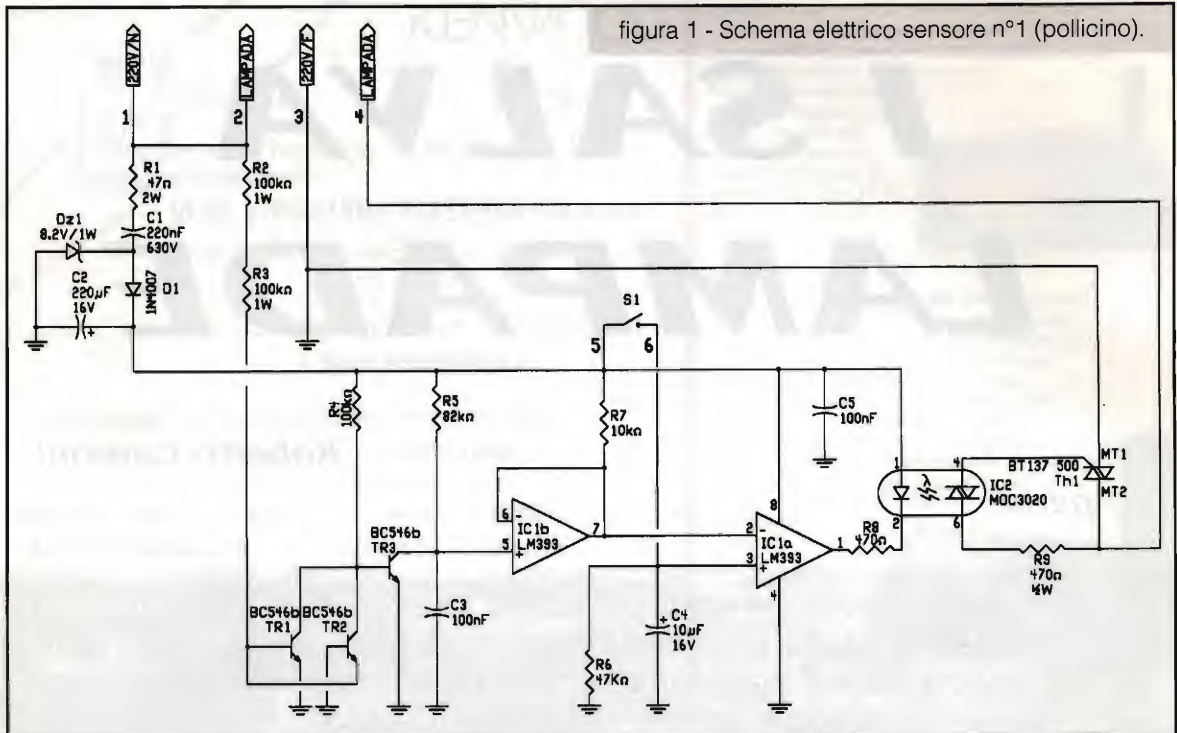 figura 1 - Schema elettrico sensore n°1 (pollicino).
220V/N
LAMPADA
220V/F
LAMPADA
1
2
3
4
R1
47Ω
2W
R2
100kΩ
1W
Dz1
8.2V/1W
C1
220nF
630V
C2
220µF
16V
+
D1
1N4007
R3
100kΩ
1W
S1
5
6
R4
100kΩ
R5
82kΩ
R7
10kΩ
C5
100nF
BT137 500
Th1
MT1
MT2
1
2
4
6
IC2
MOC3020
6
-
5
+
7
IC1b
LM393
2
-
3
+
8
1
4
IC1a
LM393
R8
470Ω
R9
470Ω
½W
BC546b
TR3
BC546b
TR1
BC546b
TR2
C3
100nF
R6
47KΩ
+
C4
10µF
16V
SALVA
LAMPADE